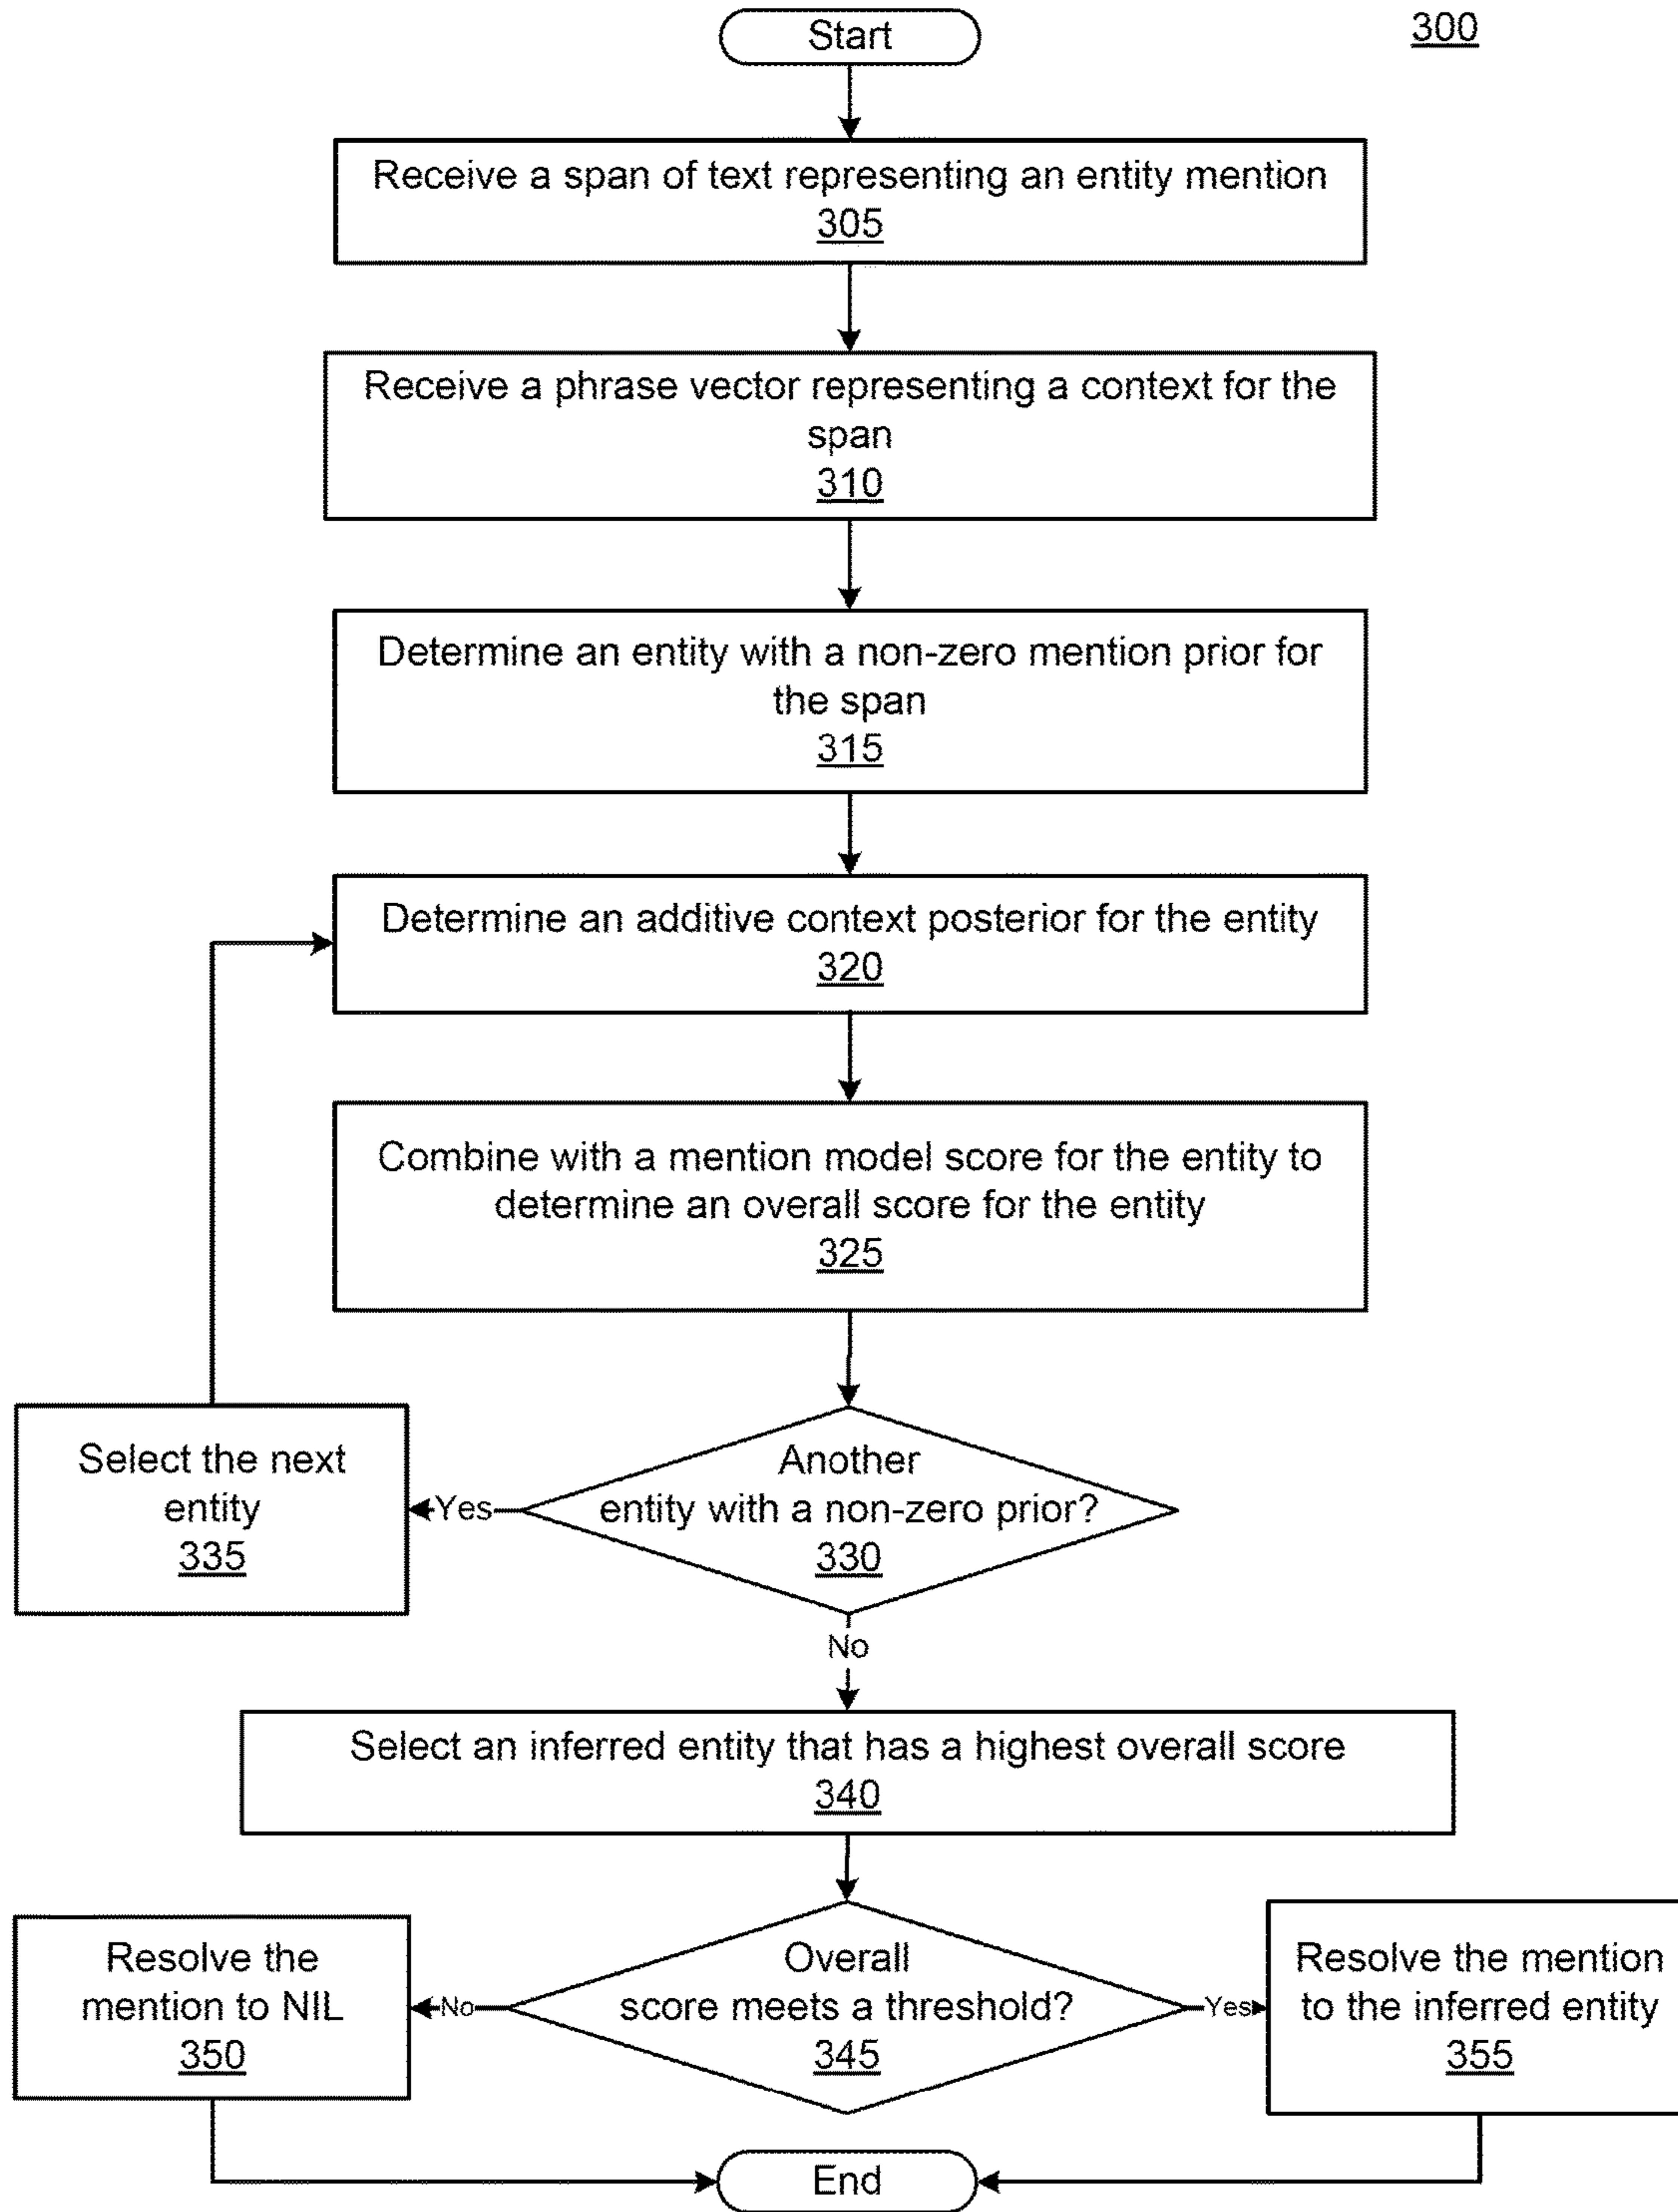 300
Start
Receive a span of text representing an entity mention
305
Receive a phrase vector representing a context for the
span
310
Determine an entity with a non-zero mention prior for
the span
315
Determine an additive context posterior for the entity
320
Combine with a mention model score for the entity to
determine an overall score for the entity
325
Another
entity with a non-zero prior?
330
Yes
Select the next
entity
335
No
Select an inferred entity that has a highest overall score
340
Overall
score meets a threshold?
345
No
Resolve the
mention to NIL
350
Yes
Resolve the mention
to the inferred entity
355
End